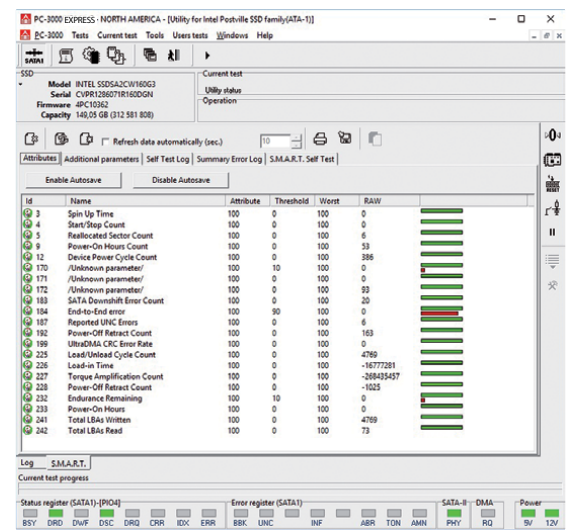 PC-3000 EXPRESS - NORTH AMERICA - [Utility for Intel Postville SSD family(ATA-1)]
PC-3000 Tests Current test Tools Users tests Windows Help
SATA1
SSD
Model INTEL SSDSA2CW160G3
Serial CVPR1286071R160DGN
Firmware 4PC10362
Capacity 149,05 GB (312 581 808)
Current test
Utility status
Operation
Refresh data automatically (sec.) 10
Attributes Additional parameters Self Test Log Summary Error Log S.M.A.R.T. Self Test
Enable Autosave Disable Autosave
Id Name Attribute Threshold Worst RAW
3 Spin Up Time 100 0 100 0
4 Start/Stop Count 100 0 100 0
5 Reallocated Sector Count 100 0 100 6
9 Power-On Hours Count 100 0 100 53
12 Device Power Cycle Count 100 0 100 386
170 /Unknown parameter/ 100 10 100 0
171 /Unknown parameter/ 100 0 100 0
172 /Unknown parameter/ 100 0 100 93
183 SATA Downshift Error Count 100 0 100 20
184 End-to-End error 100 90 100 0
187 Reported UNC Errors 100 0 100 6
192 Power-Off Retract Count 100 0 100 163
199 UltraDMA CRC Error Rate 100 0 100 0
225 Load/Unload Cycle Count 100 0 100 4769
226 Load-in Time 100 0 100 -16777281
227 Torque Amplification Count 100 0 100 -268435457
228 Power-Off Retract Count 100 0 100 -1025
232 Endurance Remaining 100 10 100 0
233 Power-On Hours 100 0 100 0
241 Total LBAs Written 100 0 100 4769
242 Total LBAs Read 100 0 100 73
Log S.M.A.R.T.
Current test progress
Status register (SATA1)-[PIO4] Error register (SATA1) SATA-II DMA Power
BSY DRD DWF DSC DRQ CRR IDX ERR BBK UNC INF ABR TON AMN PHY RQ 5V 12V